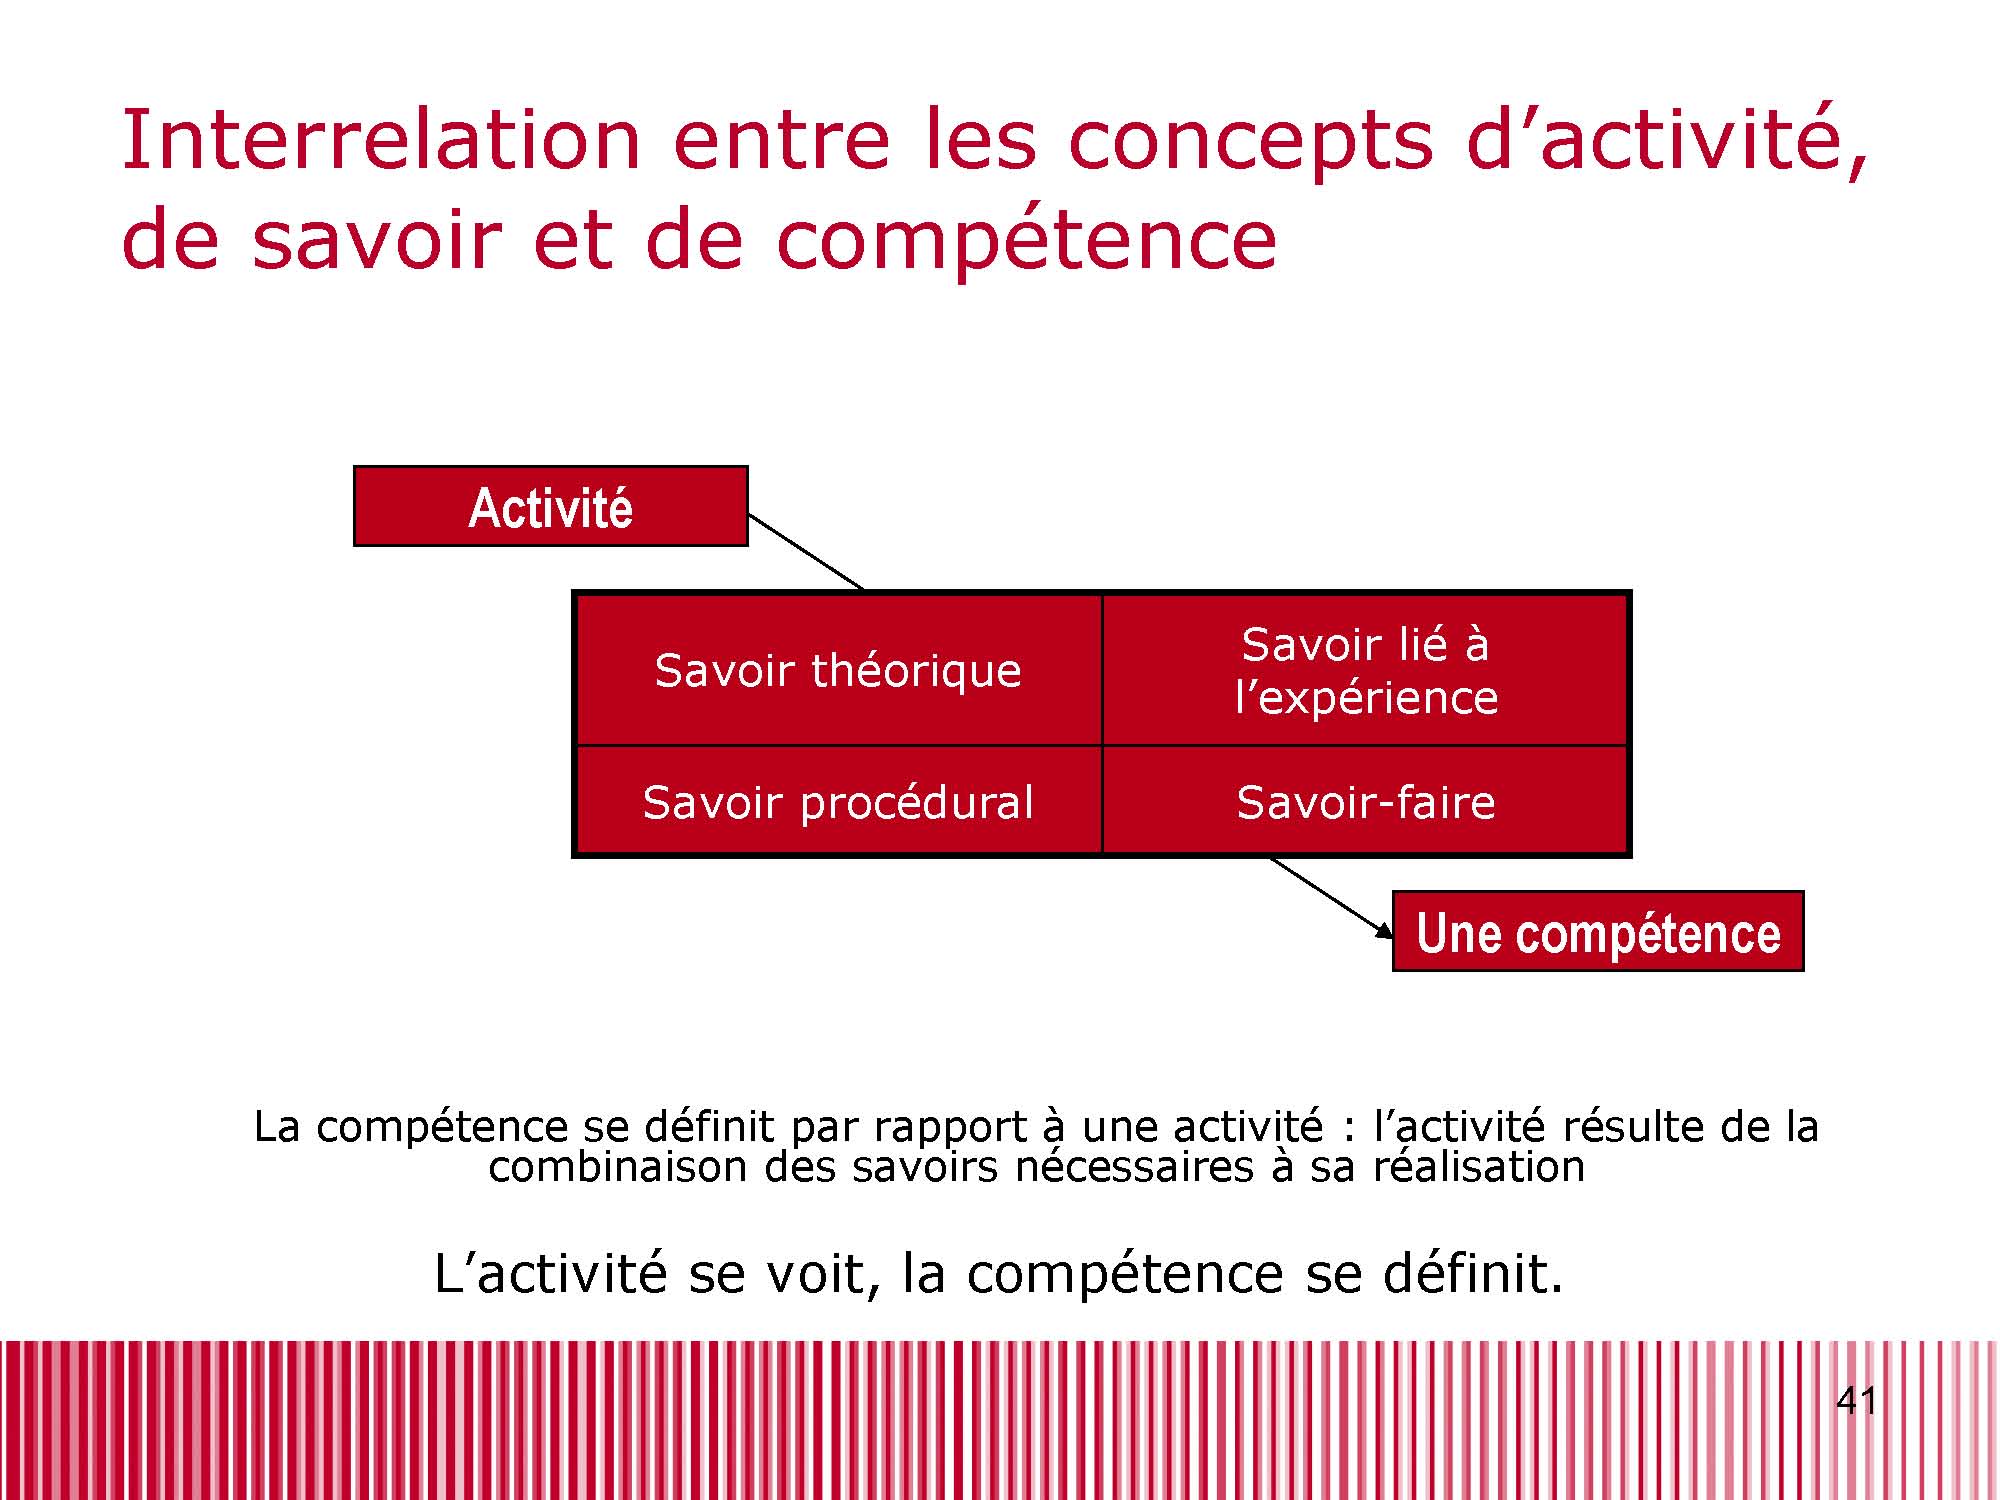 Interrelation entre les concepts d’activité,
de savoir et de compétence
Activité
Savoir théorique
Savoir lié à
l’expérience
Savoir procédural
Savoir-faire
Une compétence
La compétence se définit par rapport à une activité : l’activité résulte de la
combinaison des savoirs nécessaires à sa réalisation
L’activité se voit, la compétence se définit.
41